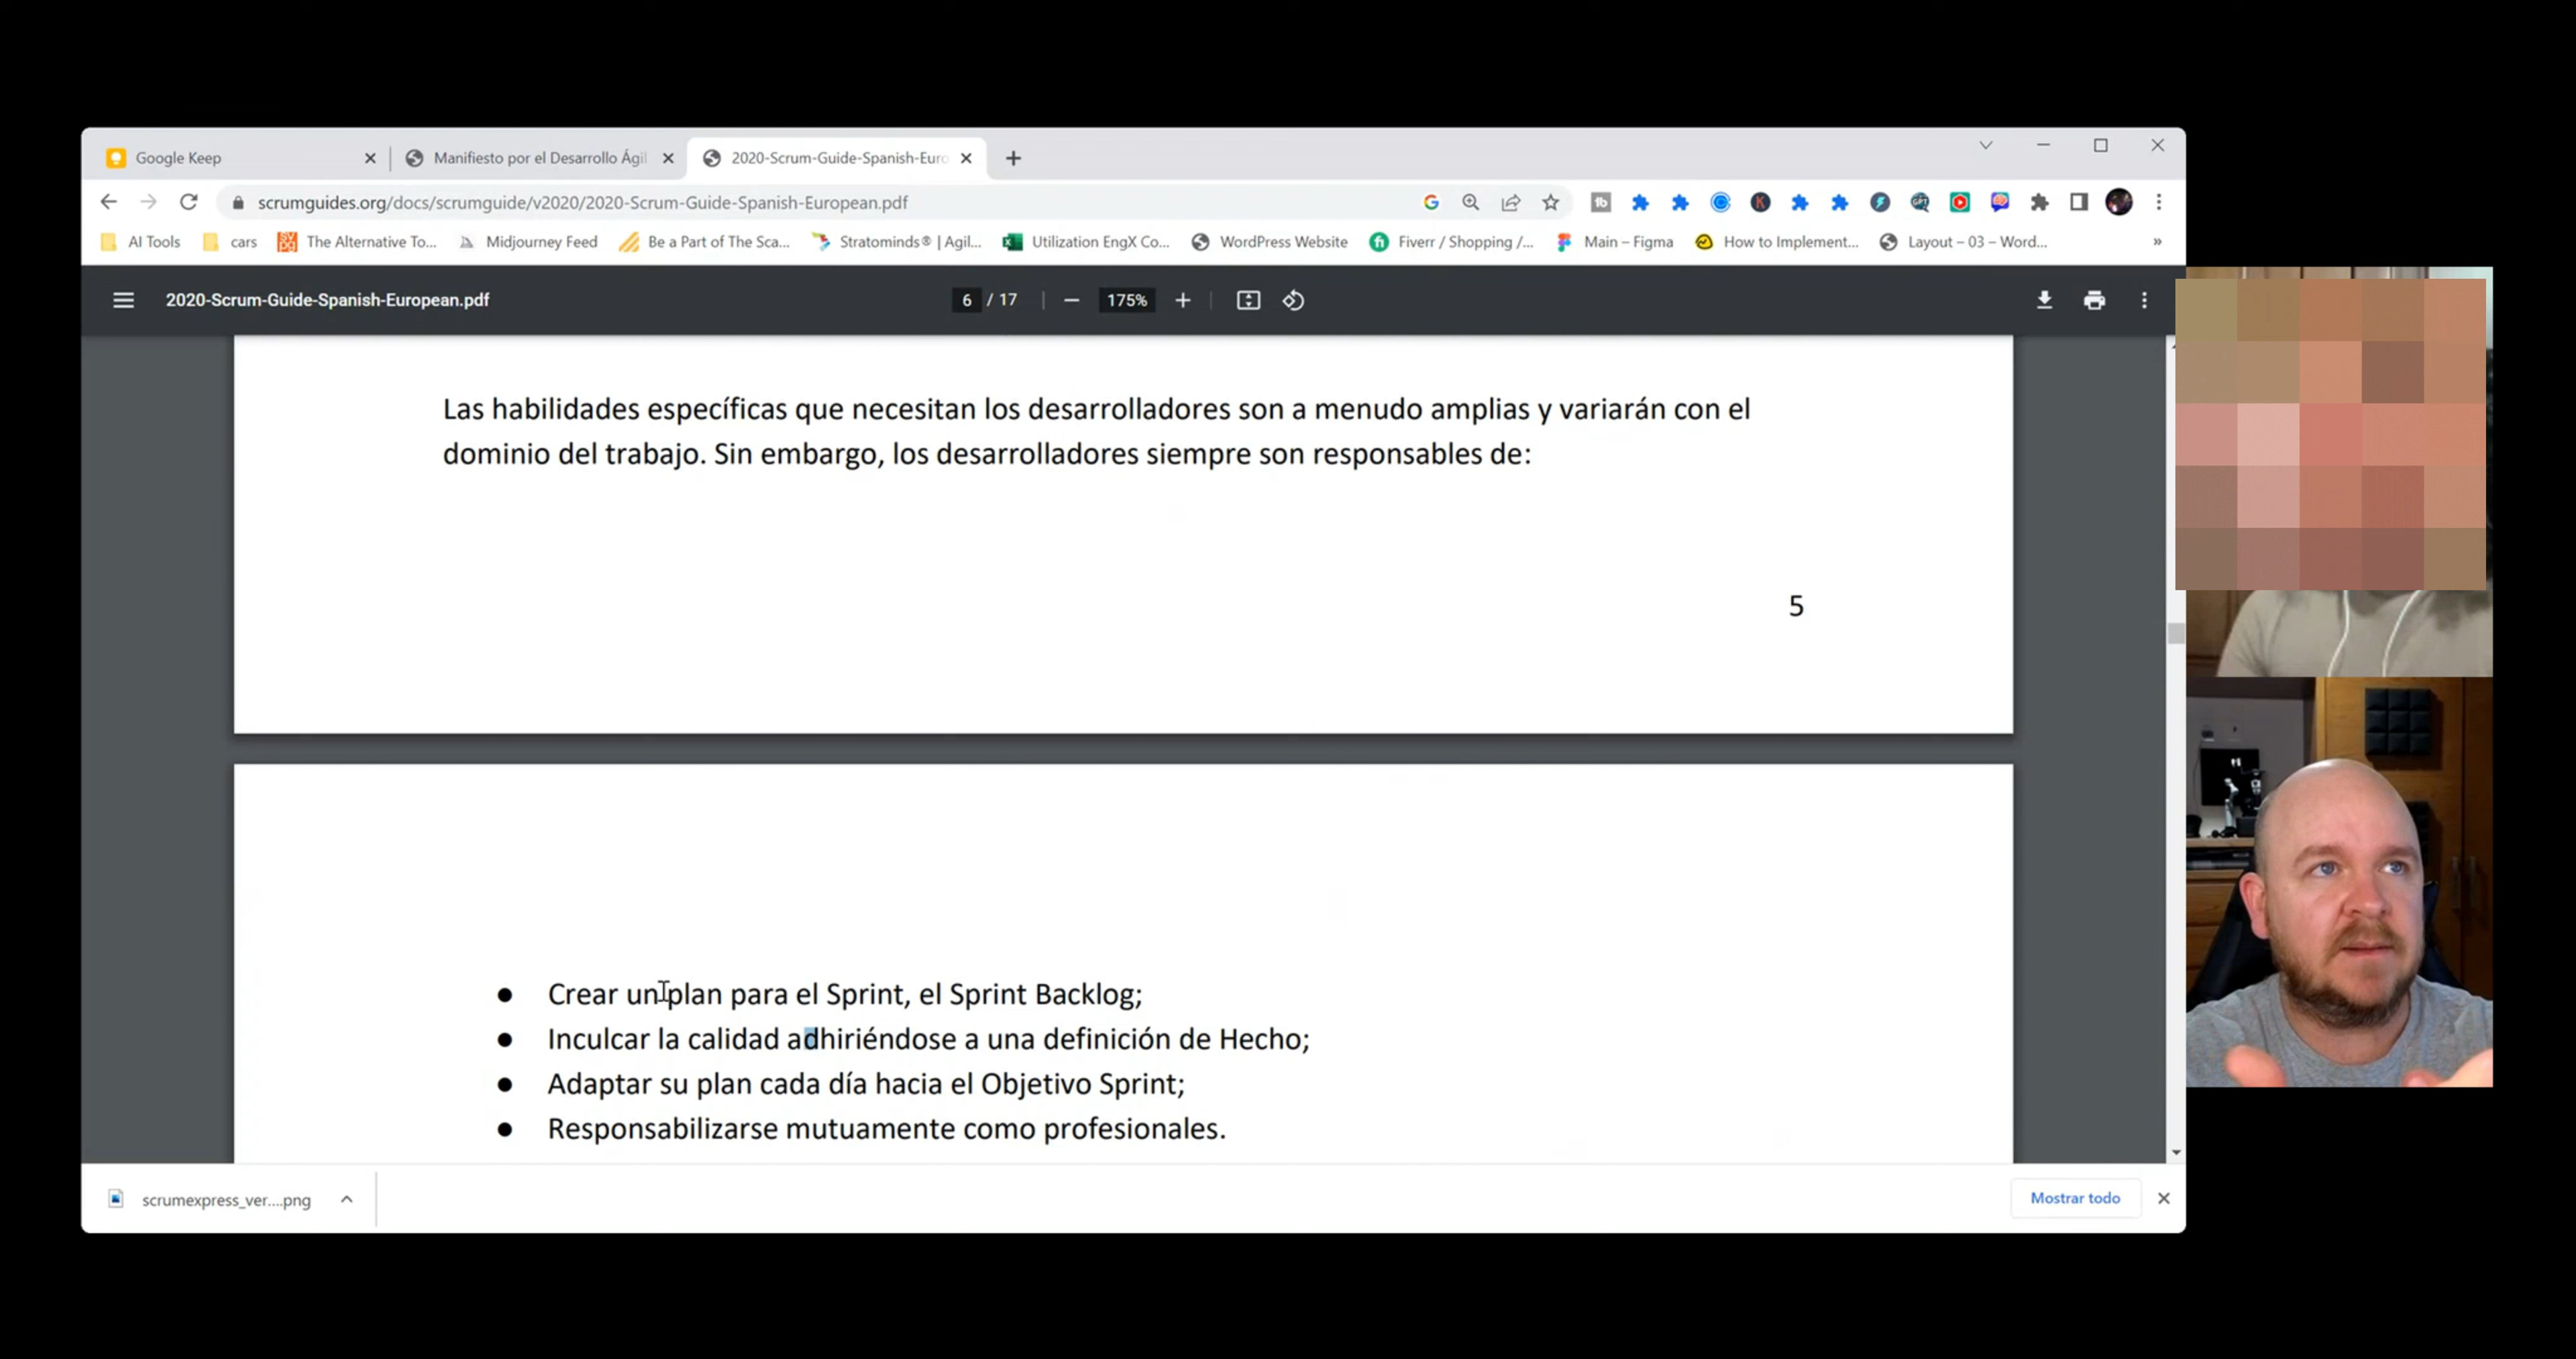 Google Keep
Manifiesto por el Desarrollo Ágil
2020-Scrum-Guide-Spanish-Euro
scrumguides.org/docs/scrumguide/v2020/2020-Scrum-Guide-Spanish-European.pdf
AI Tools
cars
The Alternative To...
Midjourney Feed
Be a Part of The Sca...
Stratominds® | Agil...
Utilization EngX Co...
WordPress Website
Fiverr / Shopping /...
Main – Figma
How to Implement...
Layout – 03 – Word...
»
2020-Scrum-Guide-Spanish-European.pdf
6 / 17
175%
Las habilidades específicas que necesitan los desarrolladores son a menudo amplias y variarán con el
dominio del trabajo. Sin embargo, los desarrolladores siempre son responsables de:
5
● Crear un plan para el Sprint, el Sprint Backlog;
● Inculcar la calidad adhiriéndose a una definición de Hecho;
● Adaptar su plan cada día hacia el Objetivo Sprint;
● Responsabilizarse mutuamente como profesionales.
scrumexpress_ver....png
Mostrar todo